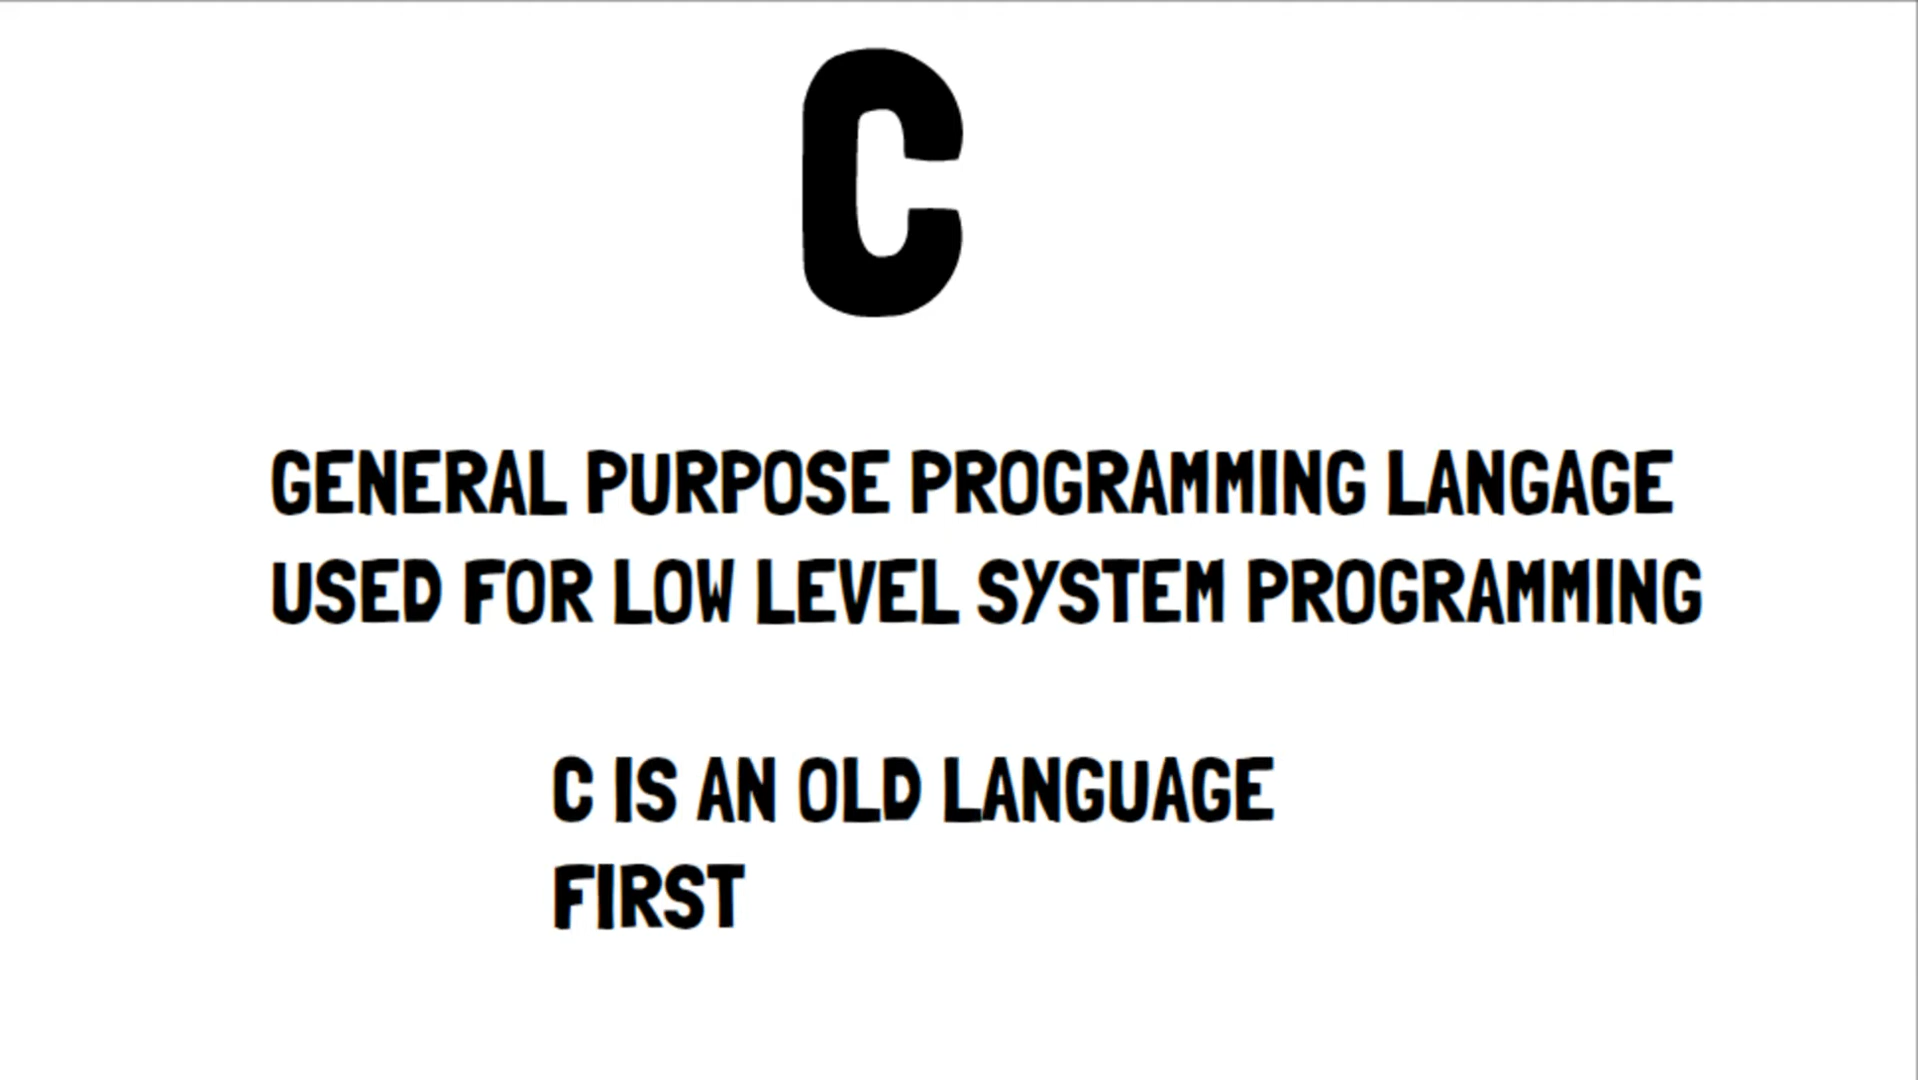 C
GENERAL PURPOSE PROGRAMMING LANGAGE
USED FOR LOW LEVEL SYSTEM PROGRAMMING
C IS AN OLD LANGUAGE
FIRST